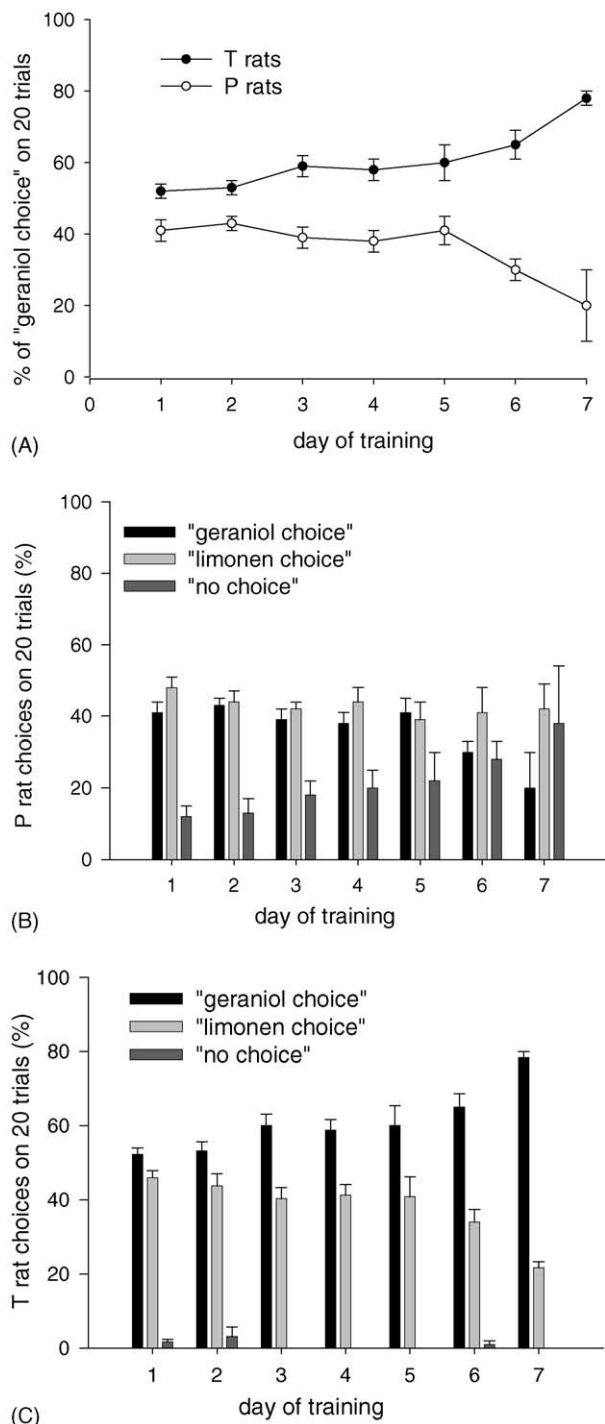 100
T rats
P rats
80
60
40
20
0
% of "geraniol choice" on 20 trials
0 1 2 3 4 5 6 7
day of training
(A)
100
"geraniol choice"
"limonen choice"
"no choice"
80
60
40
20
0
P rat choices on 20 trials (%)
1 2 3 4 5 6 7
day of training
(B)
100
"geraniol choice"
"limonen choice"
"no choice"
80
60
40
20
0
T rat choices on 20 trials (%)
1 2 3 4 5 6 7
day of training
(C)